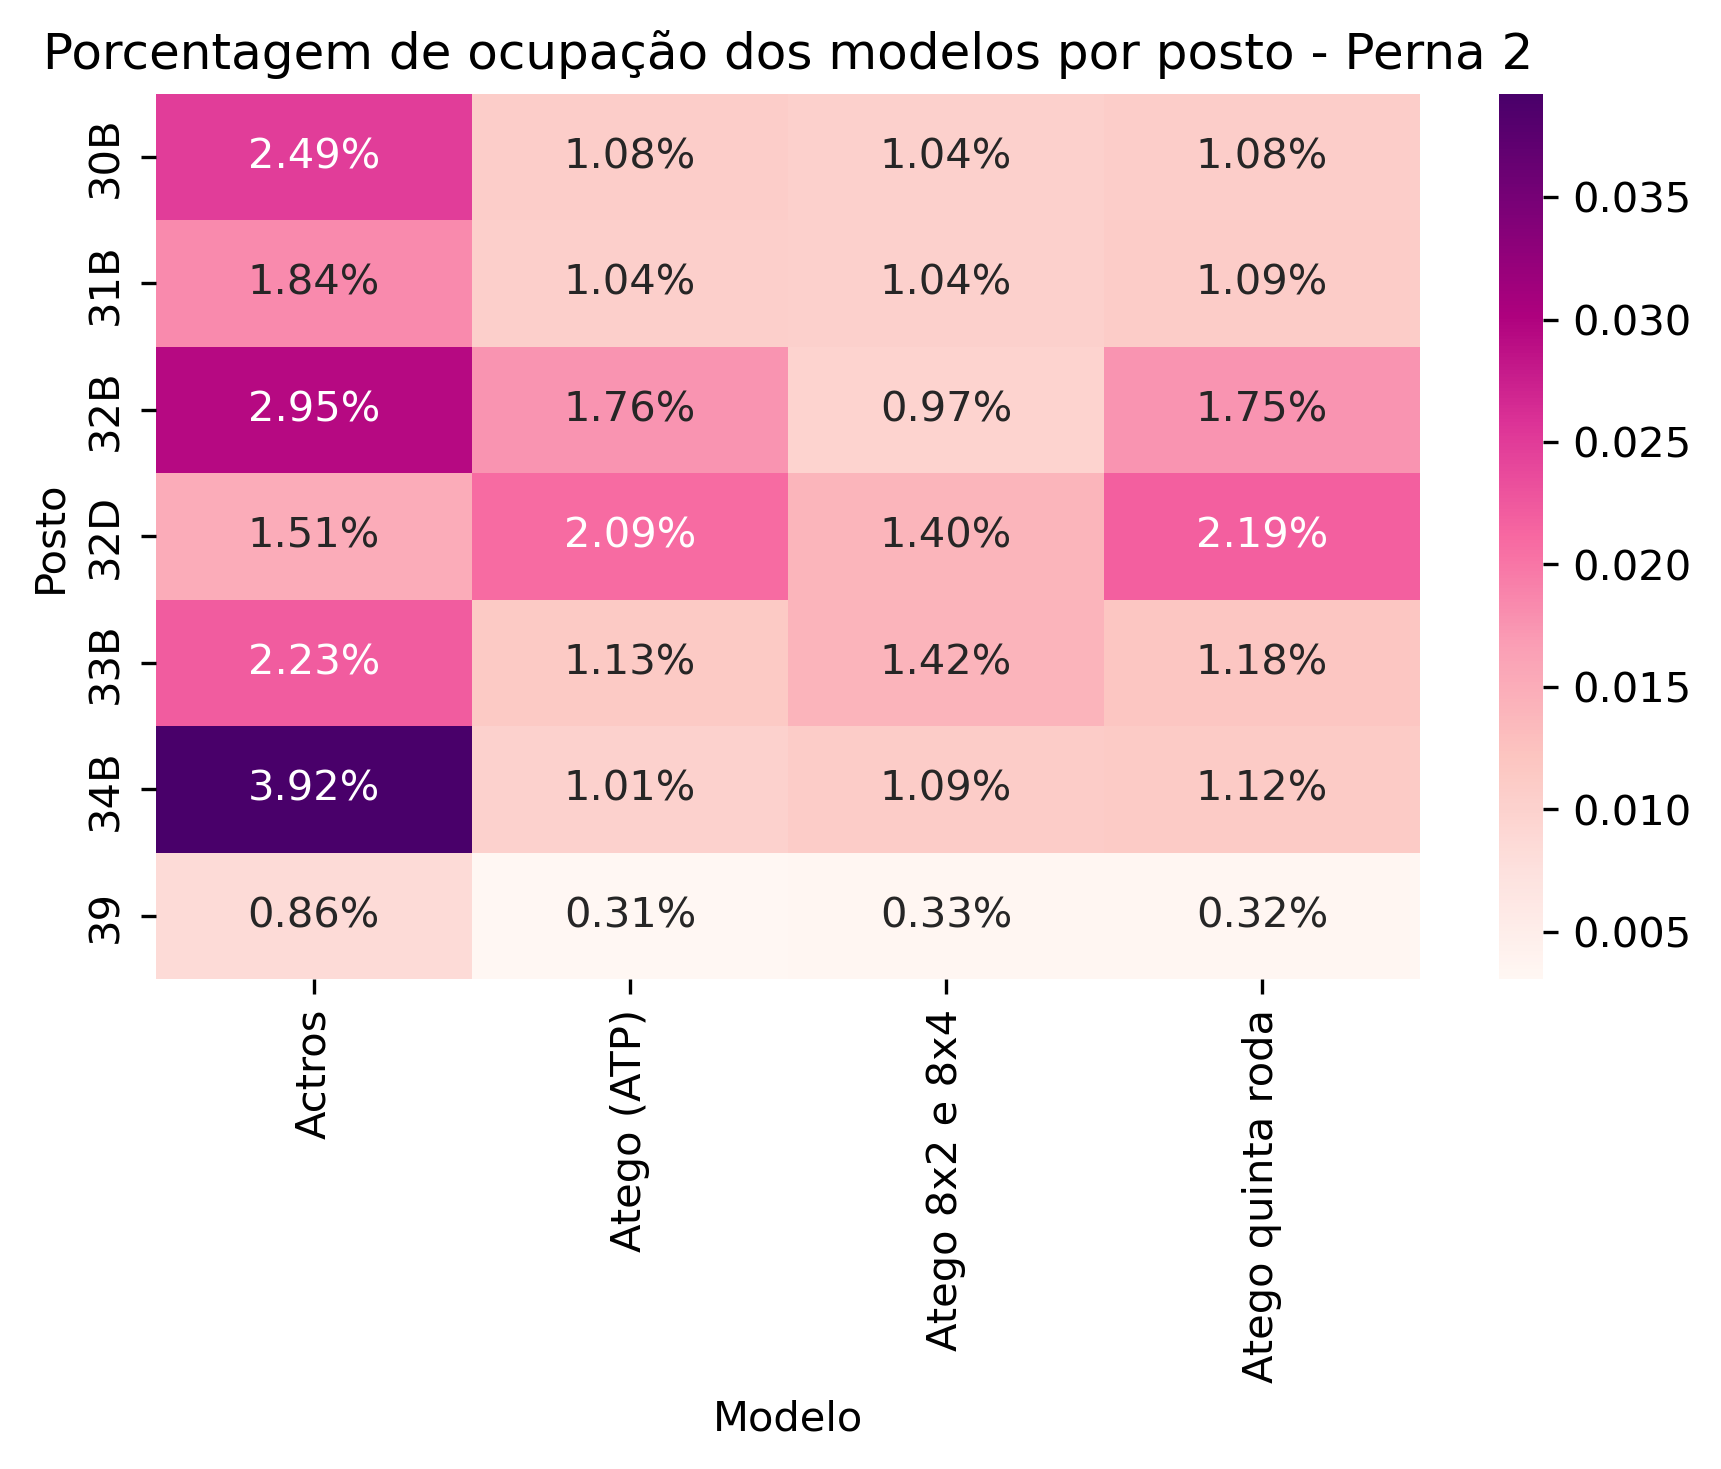 Porcentagem de ocupação dos modelos por posto - Perna 2
Posto
30B 2.49% 1.08% 1.04% 1.08%
31B 1.84% 1.04% 1.04% 1.09%
32B 2.95% 1.76% 0.97% 1.75%
32D 1.51% 2.09% 1.40% 2.19%
33B 2.23% 1.13% 1.42% 1.18%
34B 3.92% 1.01% 1.09% 1.12%
39 0.86% 0.31% 0.33% 0.32%
Actros
Atego (ATP)
Atego 8x2 e 8x4
Atego quinta roda
Modelo
0.035
0.030
0.025
0.020
0.015
0.010
0.005